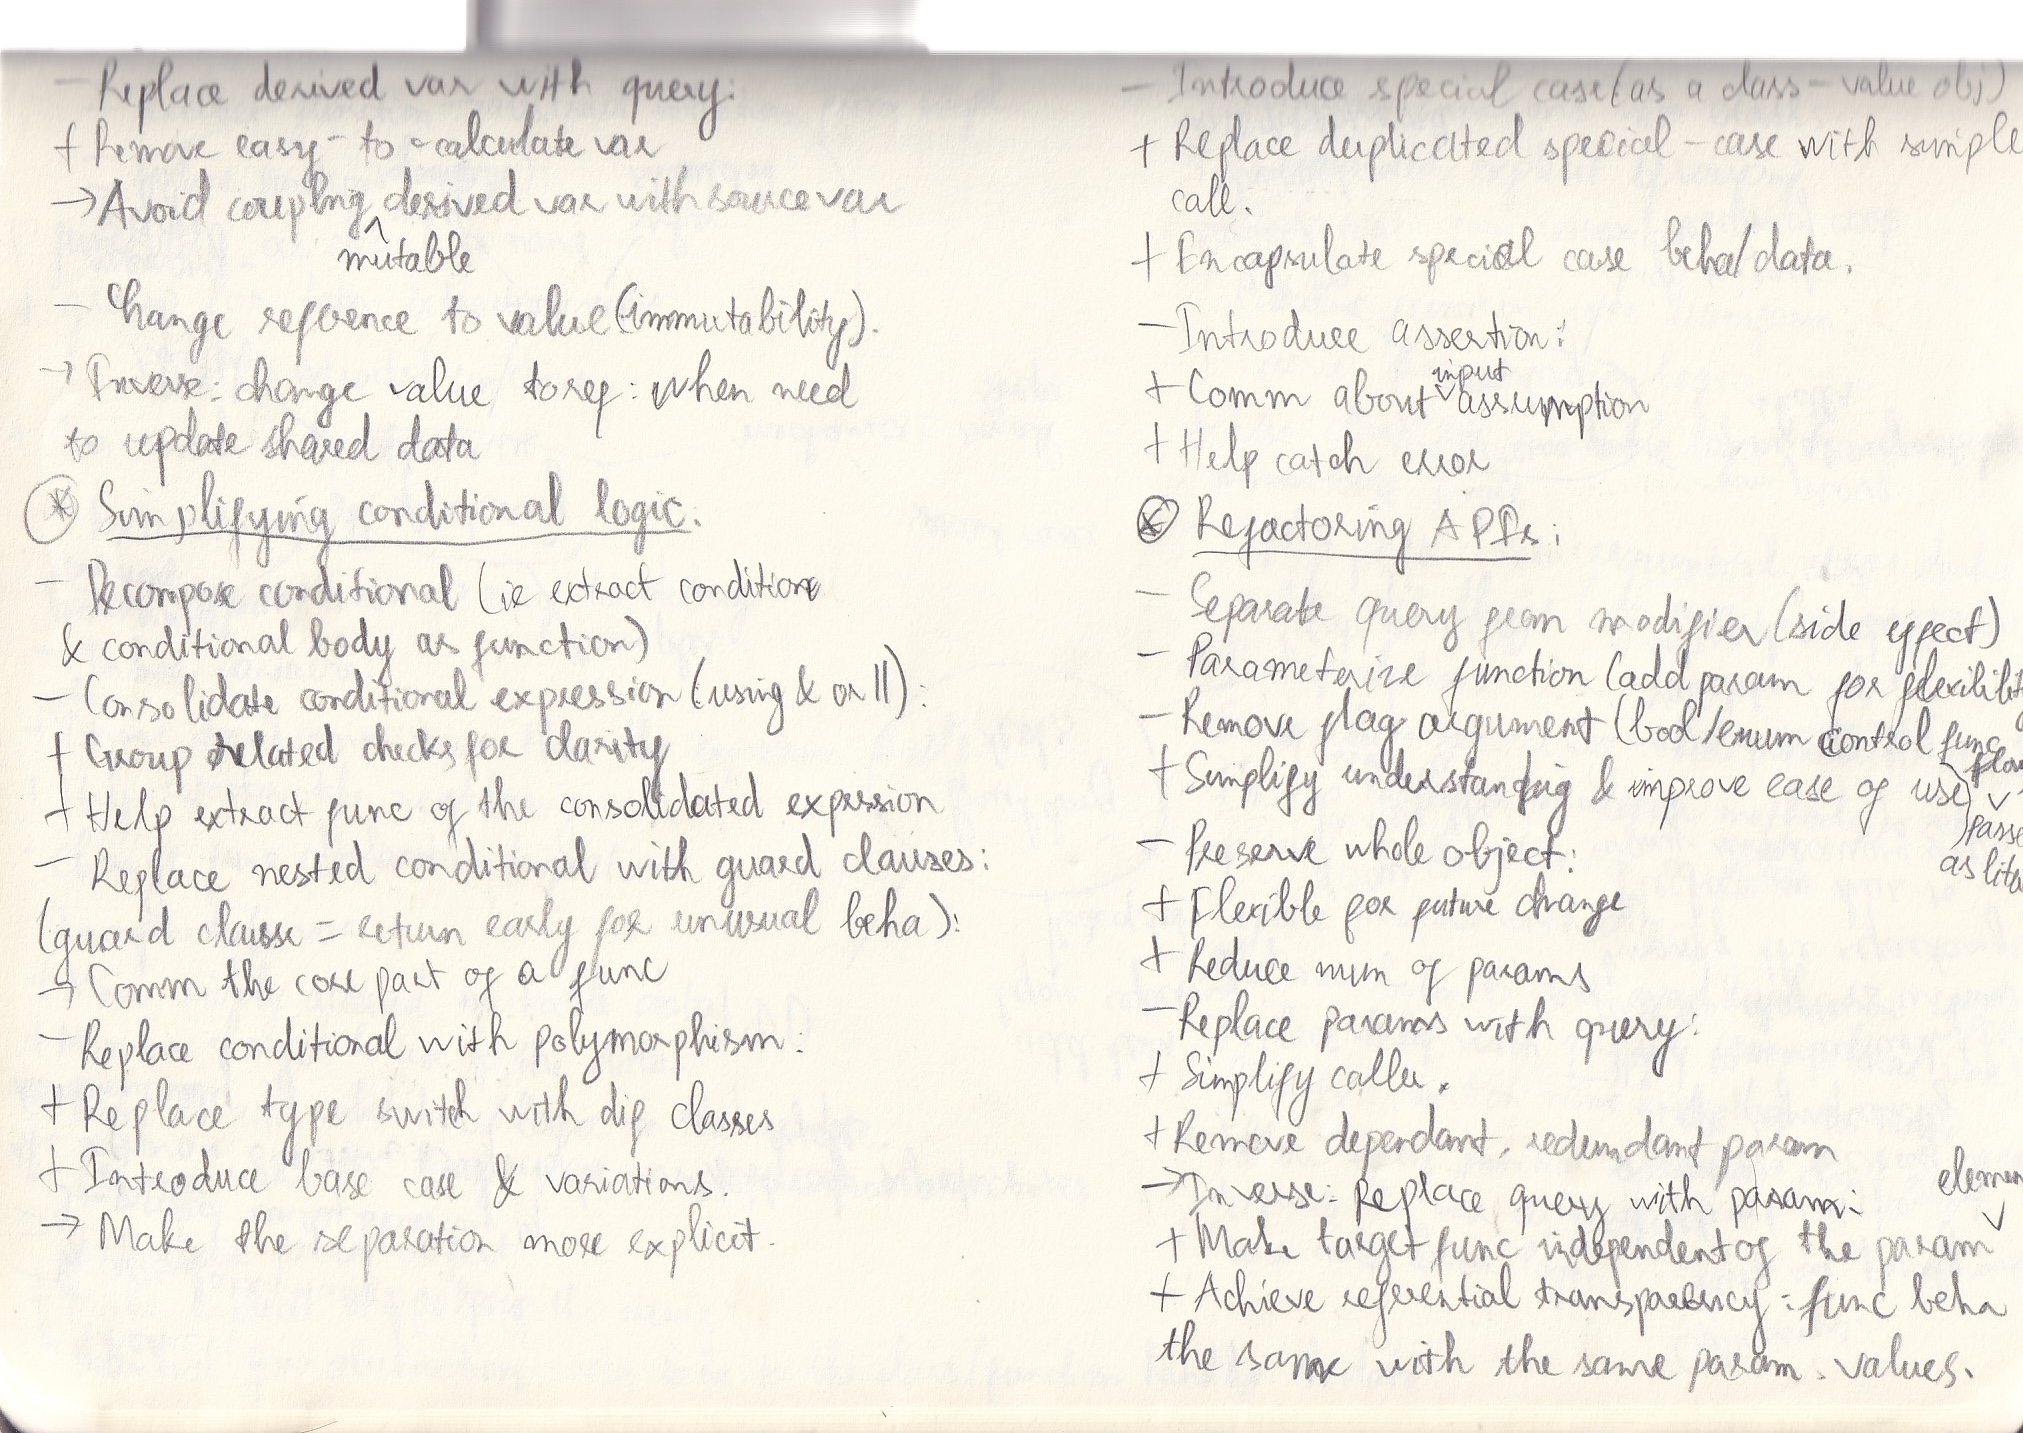 - Replace derived var with query:
+ Remove easy-to-calculate var
→ Avoid coupling derived var with source var
^
mutable
- Change reference to value (immutability).
→ Inverse: change value to ref: when need
to update shared data
* Simplifying conditional logic.
- Decompose conditional (ie extract condition
& conditional body as function)
- Consolidate conditional expression (using & or ||):
+ Group related checks for clarity
+ Help extract func of the consolidated expression
- Replace nested conditional with guard clauses:
(guard clause = return early for unusual beha):
→ Comm the core part of a func
- Replace conditional with polymorphism:
+ Replace type switch with dif classes
+ Introduce base case & variations.
→ Make the separation more explicit.
- Introduce special case (as a class - value obj)
+ Replace duplicated special-case with simple
call.
+ Encapsulate special case beha/data.
- Introduce assertion:
input
+ Comm about ˅ assumption
+ Help catch error
* Refactoring APIs:
- Separate query from modifier (side effect)
- Parameterize function (add param for flexibilit
- Remove flag argument (bool/enum control func
flow
+ Simplify understanding & improve ease of use) ˅
passe
as lite
- Preserve whole object:
+ Flexible for future change
+ Reduce num of params
- Replace params with query:
+ Simplify caller.
+ Remove dependant, redundant param
→ Inverse: Replace query with param:
elemen
+ Make target func independent of the param ˅
+ Achieve referential transparency: func beha
the same with the same param. values.